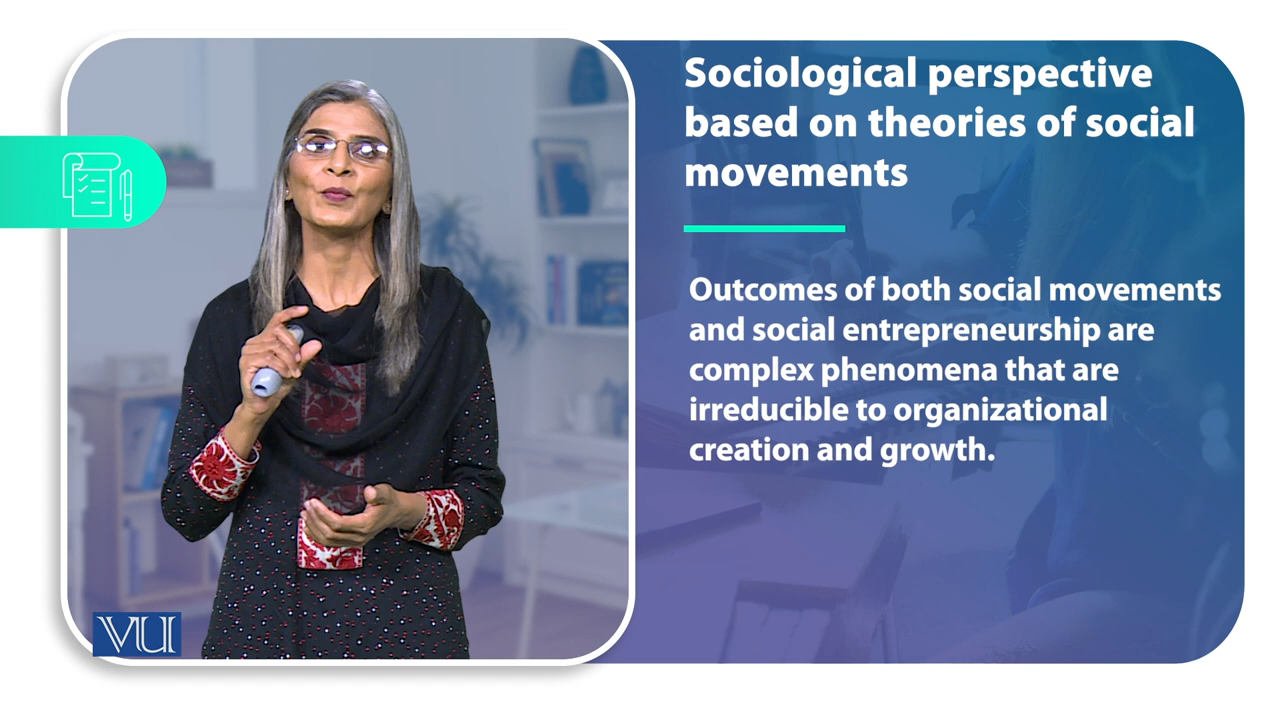 Sociological perspective
based on theories of social
movements
Outcomes of both social movements
and social entrepreneurship are
complex phenomena that are
irreducible to organizational
creation and growth.
VU